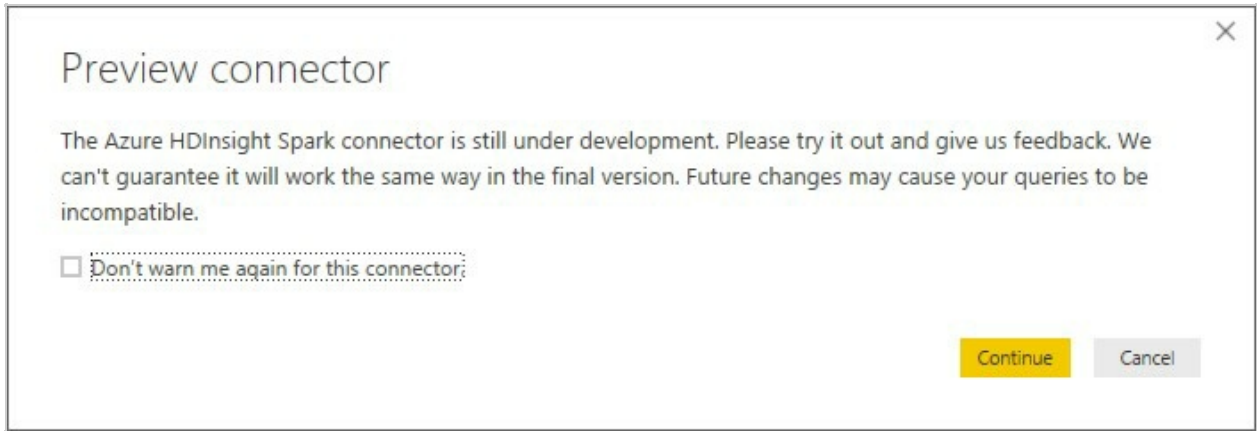 Preview connector
The Azure HDInsight Spark connector is still under development. Please try it out and give us feedback. We
can't guarantee it will work the same way in the final version. Future changes may cause your queries to be
incompatible.
Don't warn me again for this connector.
Continue Cancel